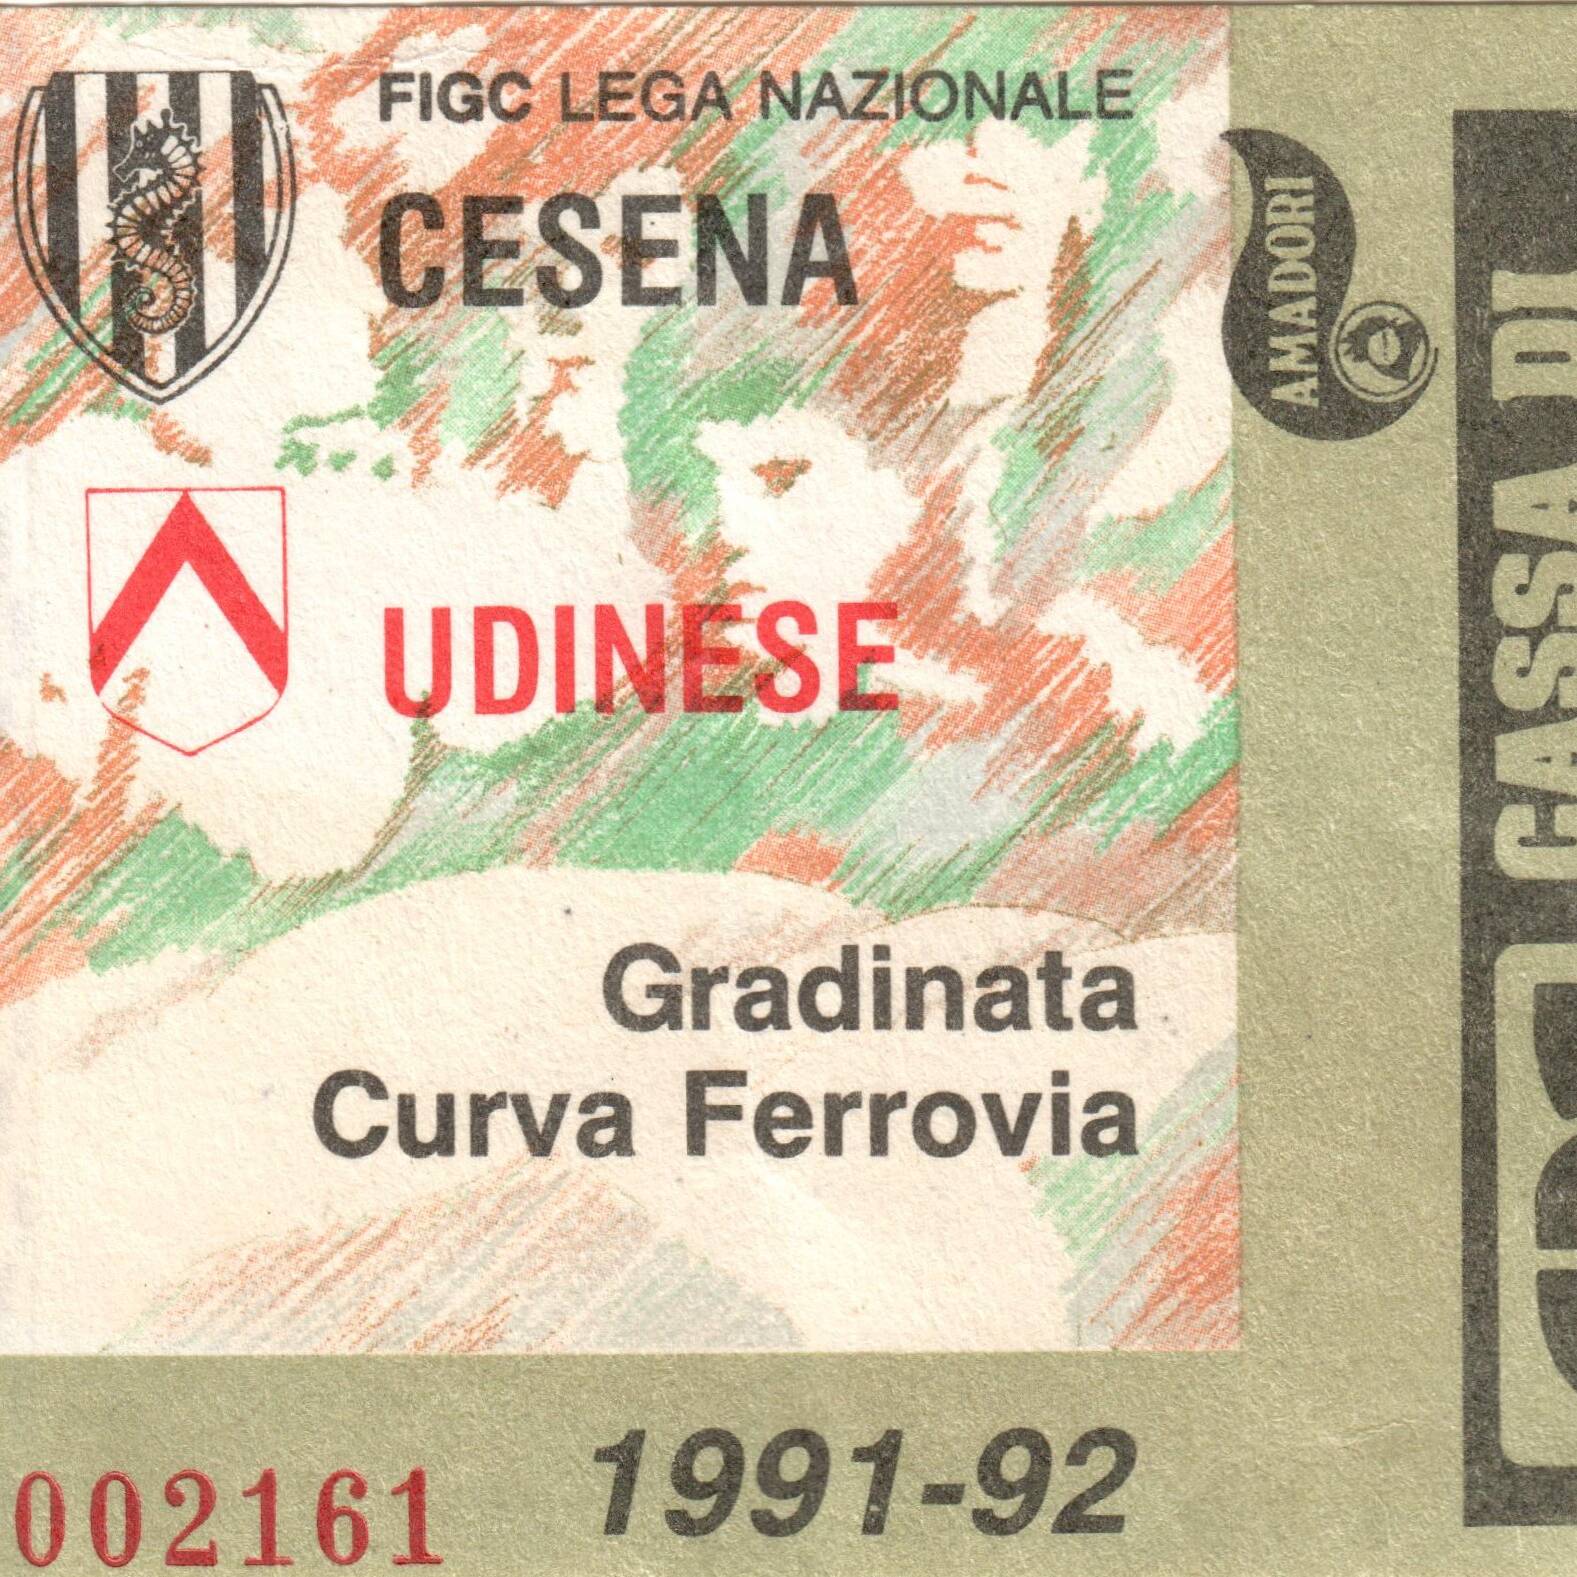 FIGC LEGA NAZIONALE
CESENA
UDINESE
Gradinata
Curva Ferrovia
1991-92
002161
AMADORI
CASSA DI